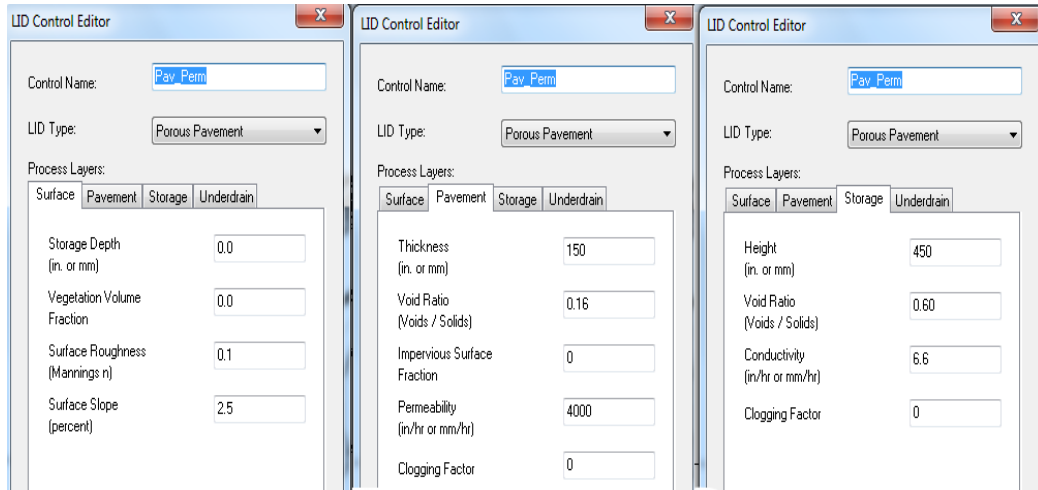 LID Control Editor
X
Control Name:
Pav_Perm
LID Type:
Porous Pavement
Process Layers:
Surface Pavement Storage Underdrain
Storage Depth
(in. or mm)
0.0
Vegetation Volume
Fraction
0.0
Surface Roughness
(Mannings n)
0.1
Surface Slope
(percent)
2.5
LID Control Editor
X
Control Name:
Pav_Perm
LID Type:
Porous Pavement
Process Layers:
Surface Pavement Storage Underdrain
Thickness
(in. or mm)
150
Void Ratio
(Voids / Solids)
0.16
Impervious Surface
Fraction
0
Permeability
(in/hr or mm/hr)
4000
Clogging Factor
0
LID Control Editor
X
Control Name:
Pav_Perm
LID Type:
Porous Pavement
Process Layers:
Surface Pavement Storage Underdrain
Height
(in. or mm)
450
Void Ratio
(Voids / Solids)
0.60
Conductivity
(in/hr or mm/hr)
6.6
Clogging Factor
0